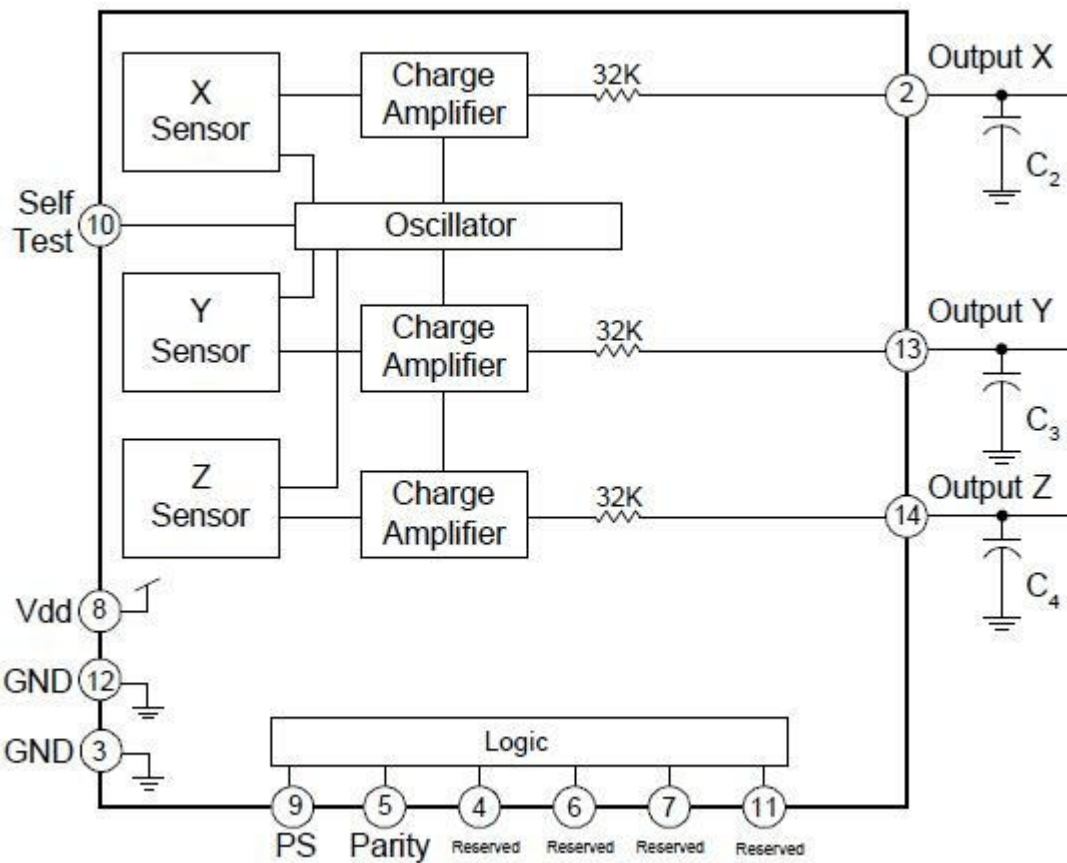 X
Sensor
Charge
Amplifier
32K
2
Output X
C2
Self
Test
10
Oscillator
Y
Sensor
Charge
Amplifier
32K
13
Output Y
C3
Z
Sensor
Charge
Amplifier
32K
14
Output Z
C4
Vdd
8
GND
12
GND
3
Logic
9
5
4
6
7
11
PS
Parity
Reserved
Reserved
Reserved
Reserved